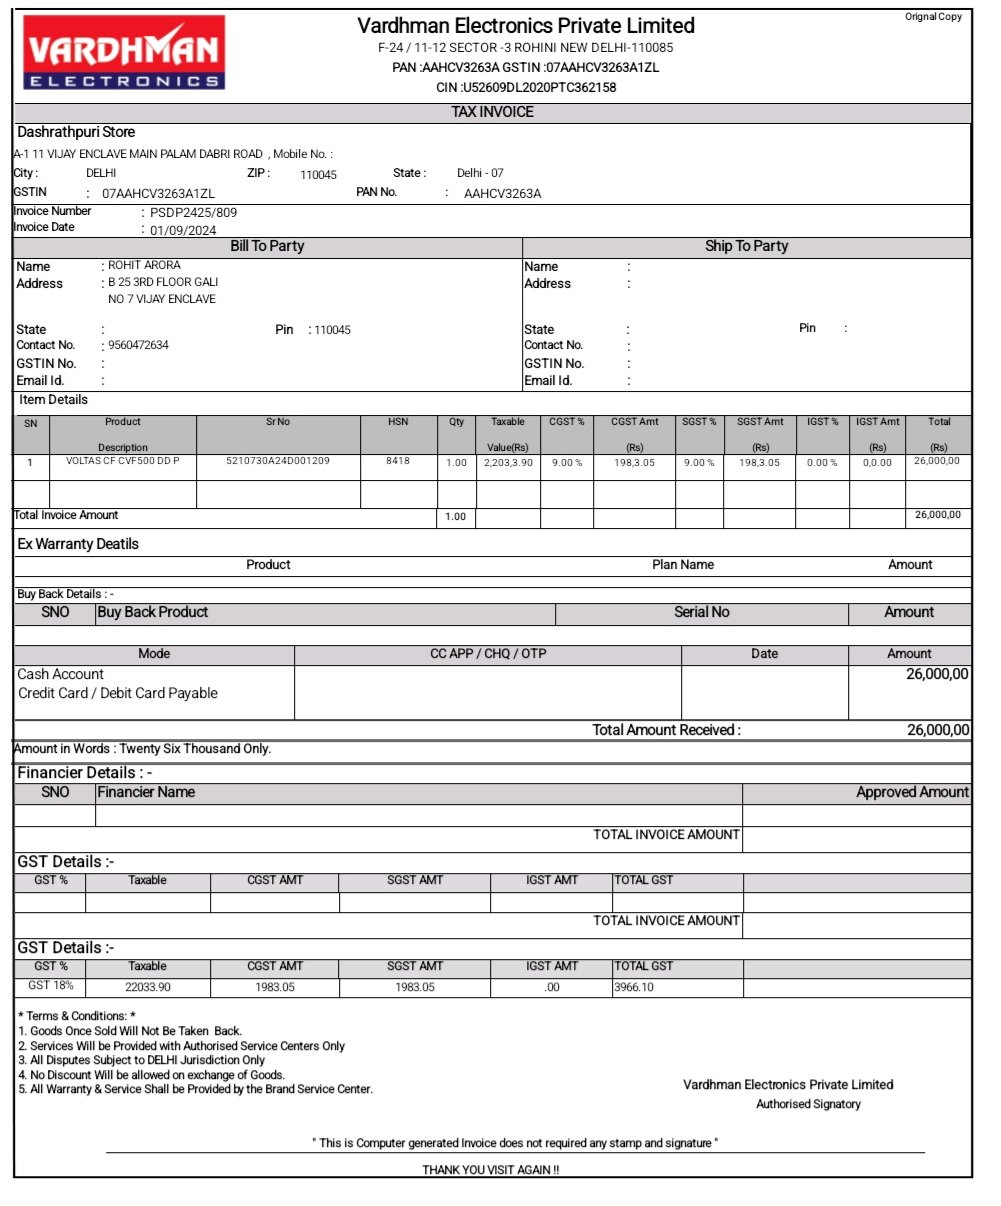 Orignal Copy
VARDHMAN
ELECTRONICS
Vardhman Electronics Private Limited
F-24 / 11-12 SECTOR -3 ROHINI NEW DELHI-110085
PAN :AAHCV3263A GSTIN :07AAHCV3263A1ZL
CIN :U52609DL2020PTC362158
TAX INVOICE
Dashrathpuri Store
A-1 11 VIJAY ENCLAVE MAIN PALAM DABRI ROAD , Mobile No. :
City : DELHI ZIP : 110045 State : Delhi - 07
GSTIN : 07AAHCV3263A1ZL PAN No. : AAHCV3263A
Invoice Number : PSDP2425/809
Invoice Date : 01/09/2024
Bill To Party Ship To Party
Name : ROHIT ARORA Name :
Address : B 25 3RD FLOOR GALI Address :
NO 7 VIJAY ENCLAVE
State : Pin : 110045 State : Pin :
Contact No. : 9560472634 Contact No. :
GSTIN No. : GSTIN No. :
Email Id. : Email Id. :
Item Details
SN Product Sr No HSN Qty Taxable CGST % CGST Amt SGST % SGST Amt IGST % IGST Amt Total
Description Value(Rs) (Rs) (Rs) (Rs) (Rs)
1 VOLTAS CF CVF500 DD P 5210730A24D001209 8418 1.00 2,203,3.90 9.00 % 198,3.05 9.00 % 198,3.05 0.00 % 0,0.00 26,000,00
Total Invoice Amount 1.00 26,000,00
Ex Warranty Deatils
Product Plan Name Amount
Buy Back Details : -
SNO Buy Back Product Serial No Amount
Mode CC APP / CHQ / OTP Date Amount
Cash Account 26,000,00
Credit Card / Debit Card Payable
Total Amount Received : 26,000,00
Amount in Words : Twenty Six Thousand Only.
Financier Details : -
SNO Financier Name Approved Amount
TOTAL INVOICE AMOUNT
GST Details :-
GST % Taxable CGST AMT SGST AMT IGST AMT TOTAL GST
TOTAL INVOICE AMOUNT
GST Details :-
GST % Taxable CGST AMT SGST AMT IGST AMT TOTAL GST
GST 18% 22033.90 1983.05 1983.05 .00 3966.10
* Terms & Conditions: *
1. Goods Once Sold Will Not Be Taken Back.
2. Services Will be Provided with Authorised Service Centers Only
3. All Disputes Subject to DELHI Jurisdiction Only
4. No Discount Will be allowed on exchange of Goods.
5. All Warranty & Service Shall be Provided by the Brand Service Center.
Vardhman Electronics Private Limited
Authorised Signatory
" This is Computer generated Invoice does not required any stamp and signature "
THANK YOU VISIT AGAIN !!